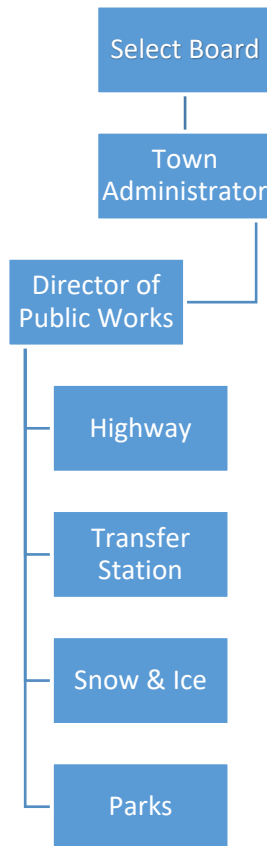 Select Board
Town
Administrator
Director of
Public Works
Highway
Transfer
Station
Snow & Ice
Parks